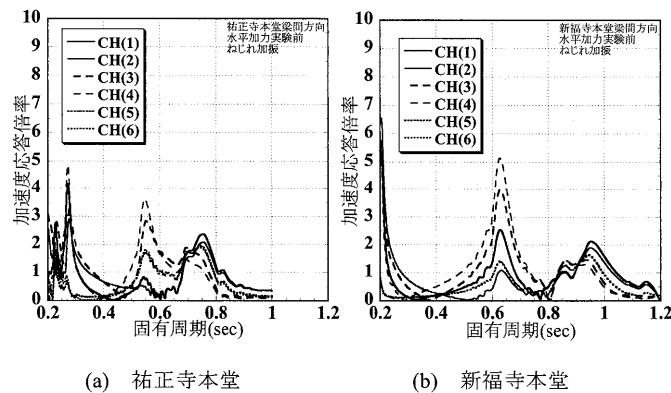 祐正寺本堂梁間方向
水平加力実験前
ねじれ加振
CH(1)
CH(2)
CH(3)
CH(4)
CH(5)
CH(6)
加速度応答倍率
10
9
8
7
6
5
4
3
2
1
0
0.2 0.4 0.6 0.8 1 1.2
固有周期(sec)
(a) 祐正寺本堂
新福寺本堂梁間方向
水平加力実験前
ねじれ加振
CH(1)
CH(2)
CH(3)
CH(4)
CH(5)
CH(6)
加速度応答倍率
10
9
8
7
6
5
4
3
2
1
0
0.2 0.4 0.6 0.8 1 1.2
固有周期(sec)
(b) 新福寺本堂